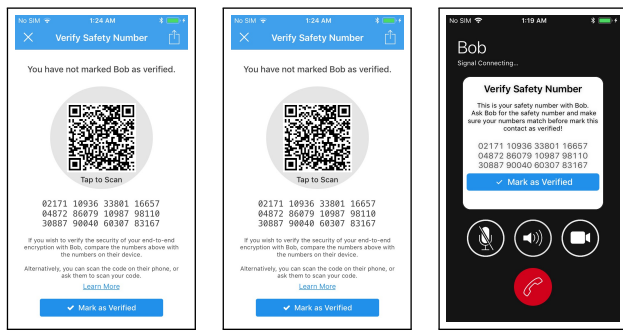 No SIM 1:24 AM
Verify Safety Number
You have not marked Bob as verified.
Tap to Scan
02171 10936 33801 16657
04872 86079 10987 98110
30887 90040 60307 83167
If you wish to verify the security of your end-to-end
encryption with Bob, compare the numbers above with
the numbers on their device.
Alternatively, you can scan the code on their phone, or
ask them to scan your code.
Learn More
Mark as Verified
No SIM 1:24 AM
Verify Safety Number
You have not marked Bob as verified.
Tap to Scan
02171 10936 33801 16657
04872 86079 10987 98110
30887 90040 60307 83167
If you wish to verify the security of your end-to-end
encryption with Bob, compare the numbers above with
the numbers on their device.
Alternatively, you can scan the code on their phone, or
ask them to scan your code.
Learn More
Mark as Verified
No SIM 1:19 AM
Bob
Signal Connecting...
Verify Safety Number
This is your safety number with Bob.
Ask Bob for the safety number and make
sure your numbers match before mark this
contact as verified!
02171 10936 33801 16657
04872 86079 10987 98110
30887 90040 60307 83167
Mark as Verified